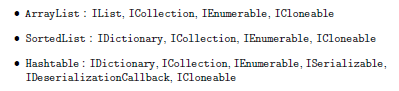 • ArrayList : IList, ICollection, IEnumerable, ICloneable
• SortedList : IDictionary, ICollection, IEnumerable, ICloneable
• Hashtable : IDictionary, ICollection, IEnumerable, ISerializable,
IDeserializationCallback, ICloneable